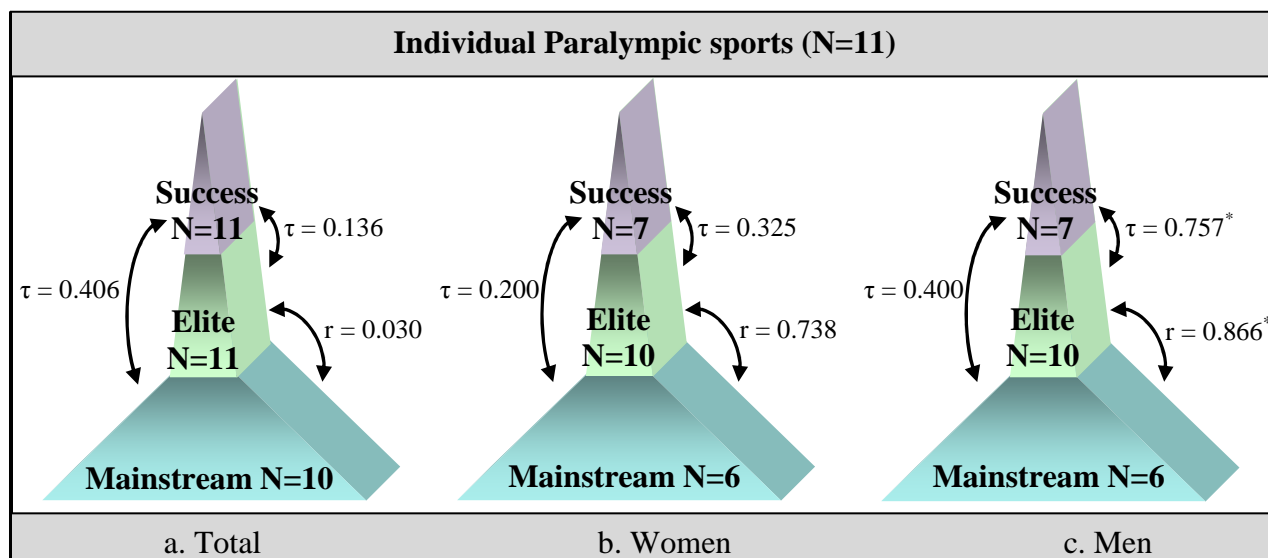 Individual Paralympic sports (N=11)
Success
N=11
τ = 0.136
τ = 0.406
Elite
N=11
r = 0.030
Mainstream N=10
Success
N=7
τ = 0.325
τ = 0.200
Elite
N=10
r = 0.738
Mainstream N=6
Success
N=7
τ = 0.757*
τ = 0.400
Elite
N=10
r = 0.866*
Mainstream N=6
a. Total
b. Women
c. Men